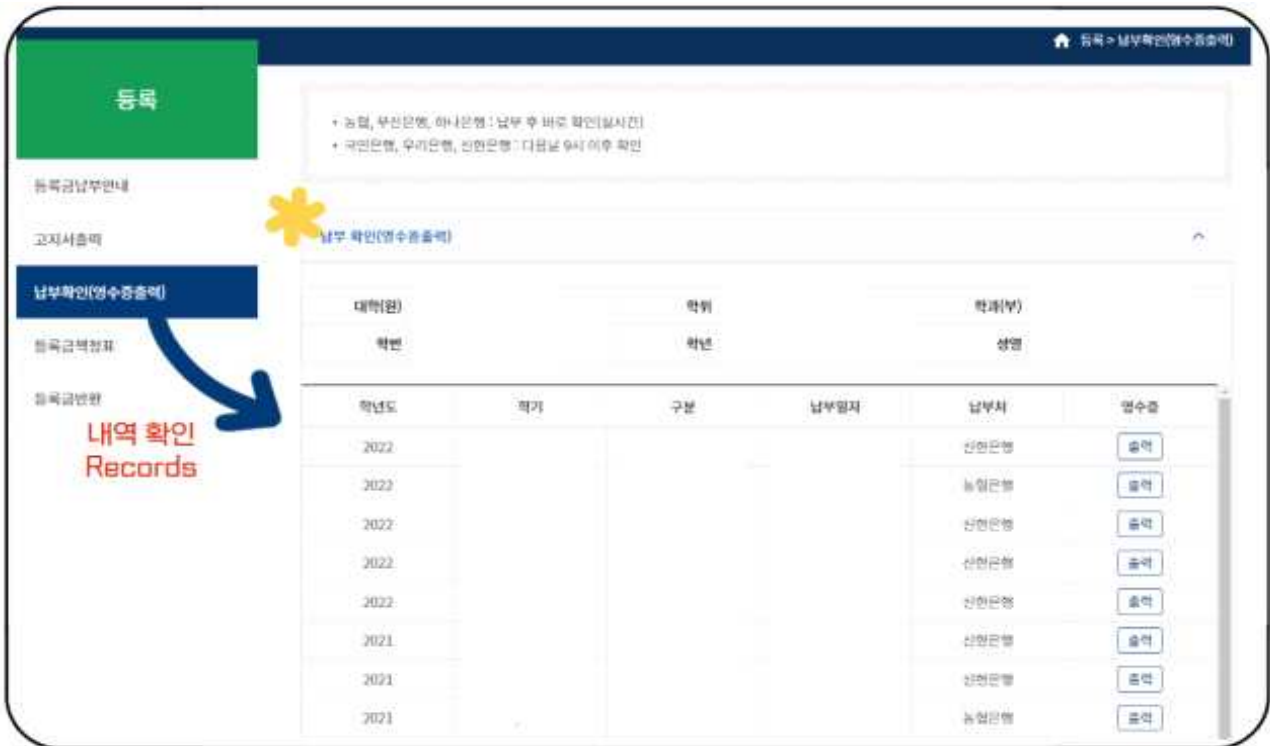 등록 > 납부확인(영수증출력)
등록
• 농협, 부산은행, 하나은행 : 납부 후 바로 확인(실시간)
• 국민은행, 우리은행, 신한은행 : 다음날 9시 이후 확인
등록금납부안내
고지서출력
납부확인(영수증출력)
등록금책정표
등록금반환
내역 확인
Records
납부 확인(영수증출력)
대학(원) 학위 학과(부)
학번 학년 성명
학년도 학기 구분 납부일자 납부처 영수증
2022 신한은행 출력
2022 농협은행 출력
2022 신한은행 출력
2022 신한은행 출력
2022 신한은행 출력
2021 신한은행 출력
2021 신한은행 출력
2021 농협은행 출력